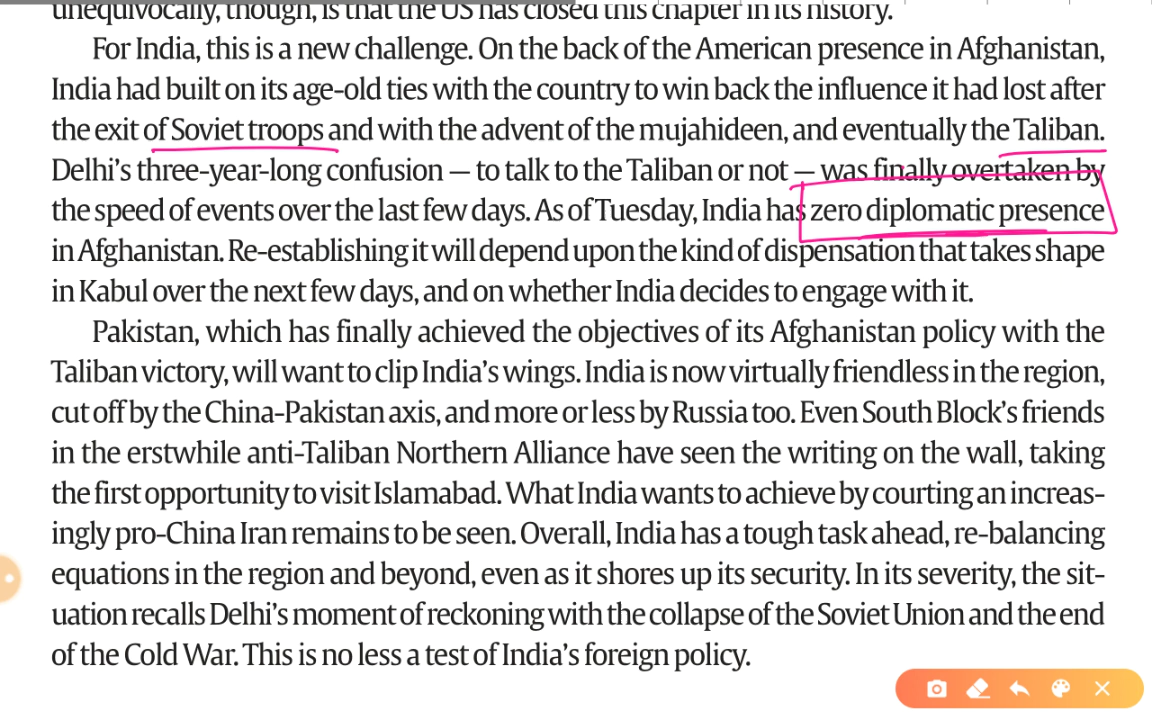 unequivocally, though, is that the US has closed this chapter in its history.
For India, this is a new challenge. On the back of the American presence in Afghanistan,
India had built on its age-old ties with the country to win back the influence it had lost after
the exit of Soviet troops and with the advent of the mujahideen, and eventually the Taliban.
Delhi's three-year-long confusion — to talk to the Taliban or not — was finally overtaken by
the speed of events over the last few days. As of Tuesday, India has zero diplomatic presence
in Afghanistan. Re-establishing it will depend upon the kind of dispensation that takes shape
in Kabul over the next few days, and on whether India decides to engage with it.
Pakistan, which has finally achieved the objectives of its Afghanistan policy with the
Taliban victory, will want to clip India's wings. India is now virtually friendless in the region,
cut off by the China-Pakistan axis, and more or less by Russia too. Even South Block's friends
in the erstwhile anti-Taliban Northern Alliance have seen the writing on the wall, taking
the first opportunity to visit Islamabad. What India wants to achieve by courting an increas-
ingly pro-China Iran remains to be seen. Overall, India has a tough task ahead, re-balancing
equations in the region and beyond, even as it shores up its security. In its severity, the sit-
uation recalls Delhi's moment of reckoning with the collapse of the Soviet Union and the end
of the Cold War. This is no less a test of India's foreign policy.